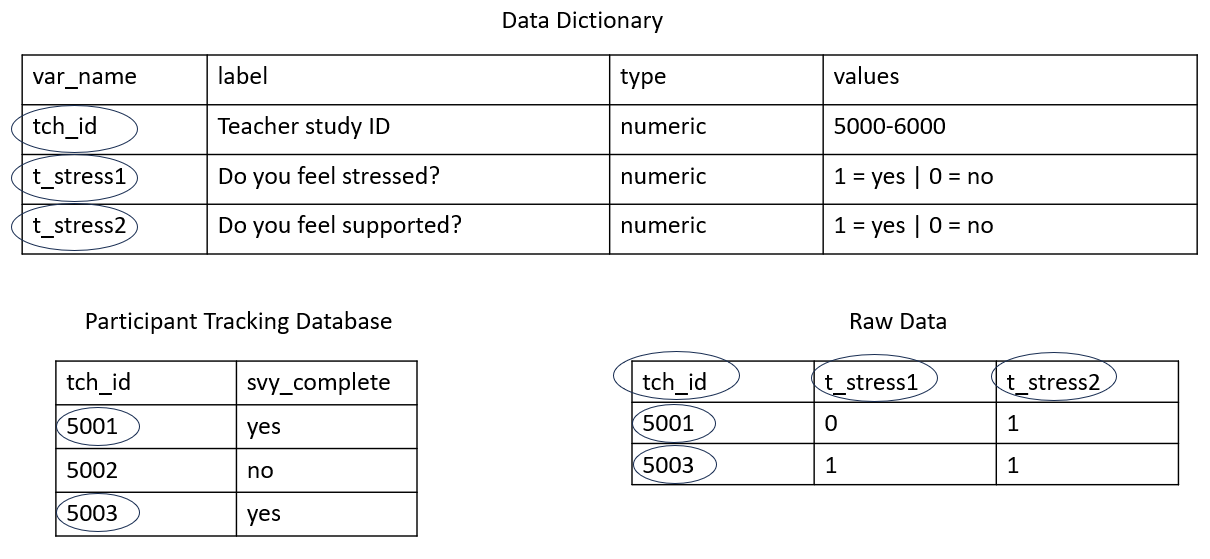 Data Dictionary
var_name label type values
tch_id Teacher study ID numeric 5000-6000
t_stress1 Do you feel stressed? numeric 1 = yes | 0 = no
t_stress2 Do you feel supported? numeric 1 = yes | 0 = no
Participant Tracking Database
tch_id svy_complete
5001 yes
5002 no
5003 yes
Raw Data
tch_id t_stress1 t_stress2
5001 0 1
5003 1 1